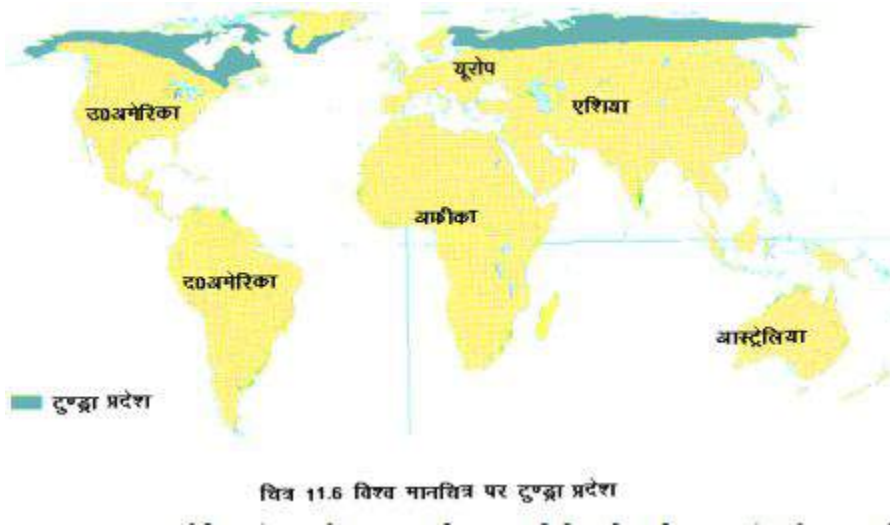 यूरोप
एशिया
उ0अमेरिका
अफ्रीका
द0अमेरिका
आस्ट्रेलिया
टुण्ड्रा प्रदेश
चित्र 11.6 विश्व मानचित्र पर टुण्ड्रा प्रदेश